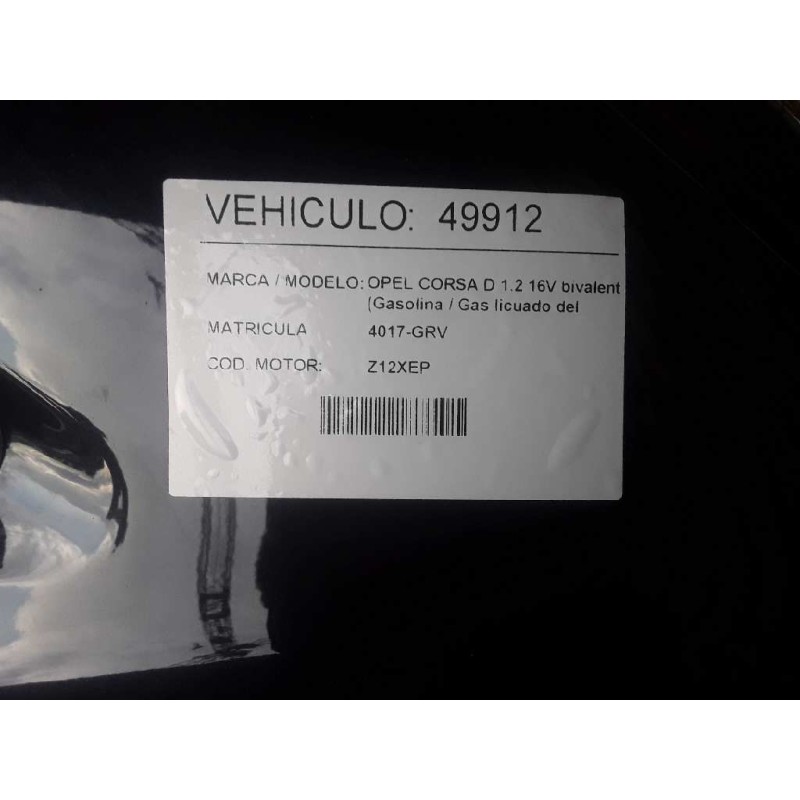 VEHICULO: 49912
MARCA / MODELO: OPEL CORSA D 1.2 16V bivalent
(Gasolina / Gas licuado del
MATRICULA 4017-GRV
COD. MOTOR: Z12XEP